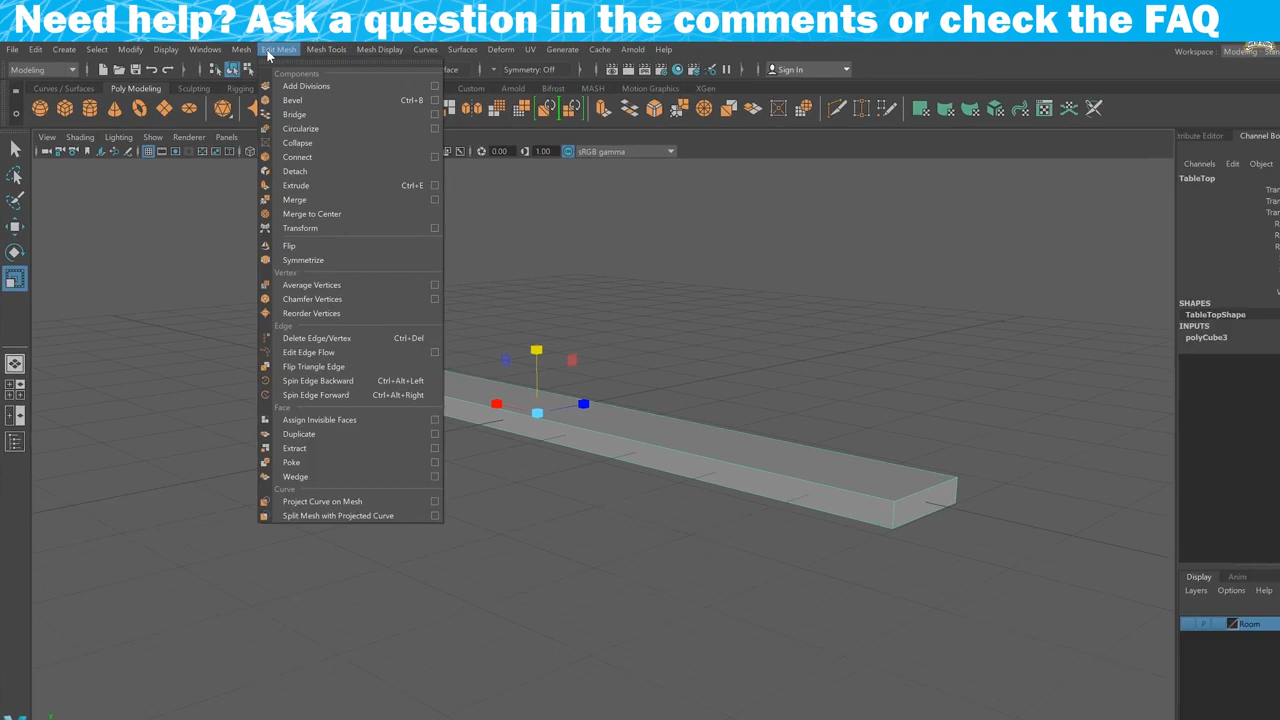 Need help? Ask a question in the comments or check the FAQ
File Edit Create Select Modify Display Windows Mesh Edit Mesh Mesh Tools Mesh Display Curves Surfaces Deform UV Generate Cache Arnold Help
Workspace :
Modeling
Symmetry: Off
Sign In
Curves / Surfaces Poly Modeling Sculpting Rigging
Custom Arnold Bifrost MASH Motion Graphics XGen
View Shading Lighting Show Renderer Panels
0.00 1.00 sRGB gamma
Components
Add Divisions
Bevel Ctrl+B
Bridge
Circularize
Collapse
Connect
Detach
Extrude Ctrl+E
Merge
Merge to Center
Transform
Flip
Symmetrize
Vertex
Average Vertices
Chamfer Vertices
Reorder Vertices
Edge
Delete Edge/Vertex Ctrl+Del
Edit Edge Flow
Flip Triangle Edge
Spin Edge Backward Ctrl+Alt+Left
Spin Edge Forward Ctrl+Alt+Right
Face
Assign Invisible Faces
Duplicate
Extract
Poke
Wedge
Curve
Project Curve on Mesh
Split Mesh with Projected Curve
Editor Channel Bo
Channels Edit Object
TableTop
Tra
Tra
Tra
R
R
R
SHAPES
TableTopShape
INPUTS
polyCube3
Display Anim
Layers Options Help
P Room